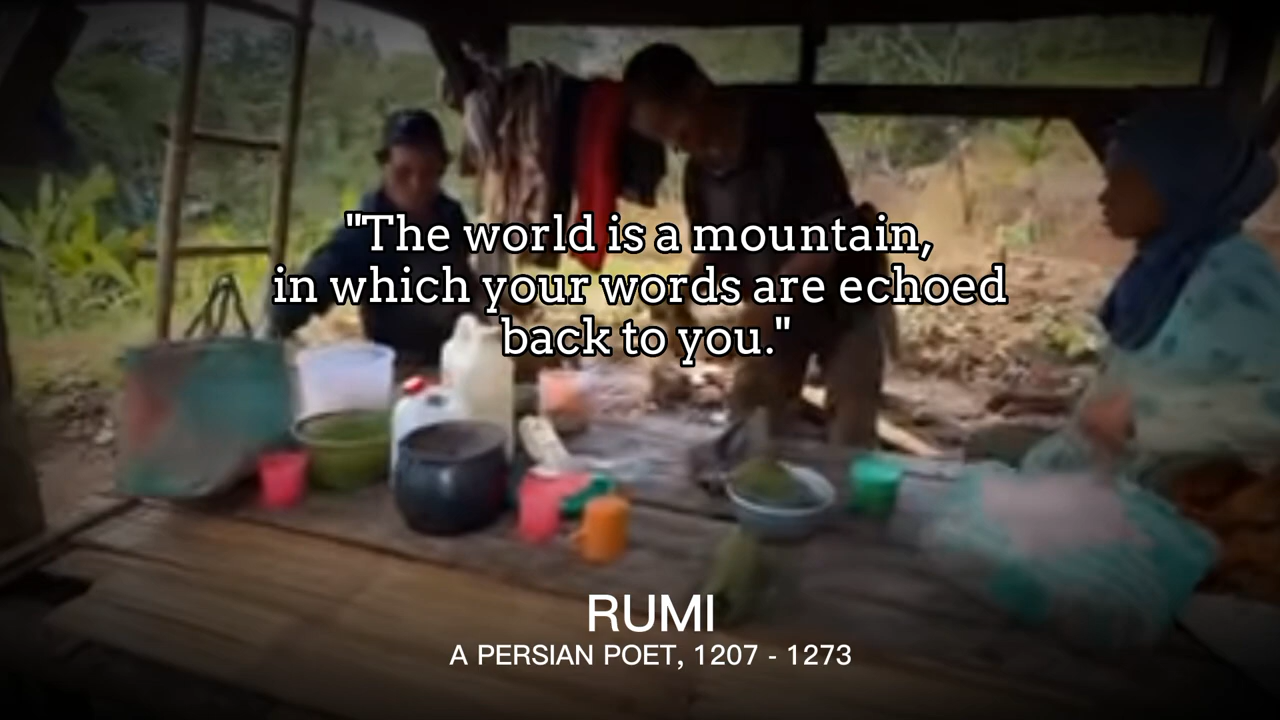 "The world is a mountain,
in which your words are echoed
back to you."
RUMI
A PERSIAN POET, 1207 - 1273